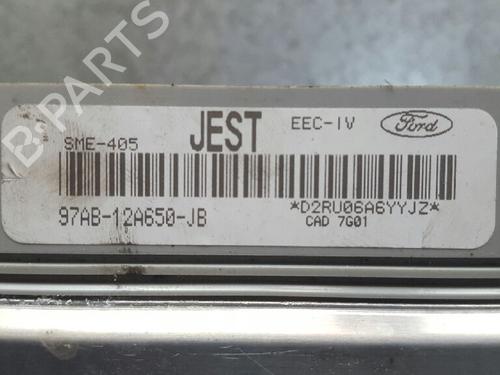 B-PARTS
JEST
EEC-IV
Ford
SME-405
97AB-12A650-JB
*D2RU06A6YYJZ*
CAD 7G01